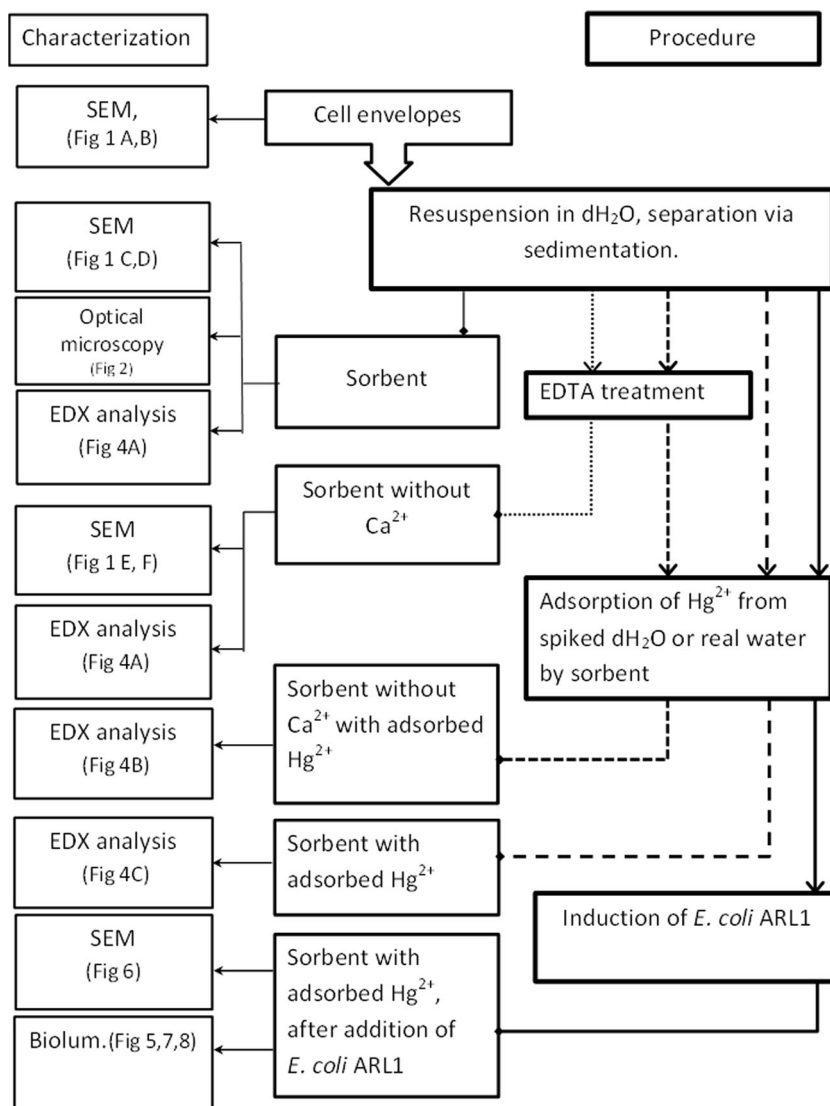 Characterization
Procedure
SEM,
(Fig 1 A,B)
Cell envelopes
Resuspension in dH₂O, separation via
sedimentation.
SEM
(Fig 1 C,D)
Optical
microscopy
(Fig 2)
EDX analysis
(Fig 4A)
Sorbent
EDTA treatment
Sorbent without
Ca²⁺
SEM
(Fig 1 E, F)
EDX analysis
(Fig 4A)
Adsorption of Hg²⁺ from
spiked dH₂O or real water
by sorbent
Sorbent without
Ca²⁺ with adsorbed
Hg²⁺
EDX analysis
(Fig 4B)
EDX analysis
(Fig 4C)
Sorbent with
adsorbed Hg²⁺
Induction of E. coli ARL1
SEM
(Fig 6)
Biolum.(Fig 5,7,8)
Sorbent with
adsorbed Hg²⁺,
after addition of
E. coli ARL1